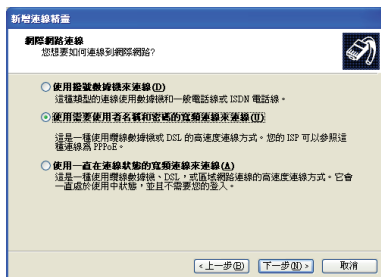 新增連線精靈
網際網路連線
您想要如何連線到網際網路?
使用撥號數據機來連線(D)
這種類型的連線使用數據機和一般電話線或 ISDN 電話線。
使用需要使用者名稱和密碼的寬頻連線來連線(U)
這是一種使用纜線數據機或 DSL 的高速度連線方式。您的 ISP 可以參照這
種連線為 PPPoE。
使用一直在連線狀態的寬頻連線來連線(A)
這是一種使用纜線數據機、DSL,或區域網路連線的高速度連線方式。它會
一直處於使用中狀態,並且不需要您的登入。
<上一步(B)
下一步(N)>
取消